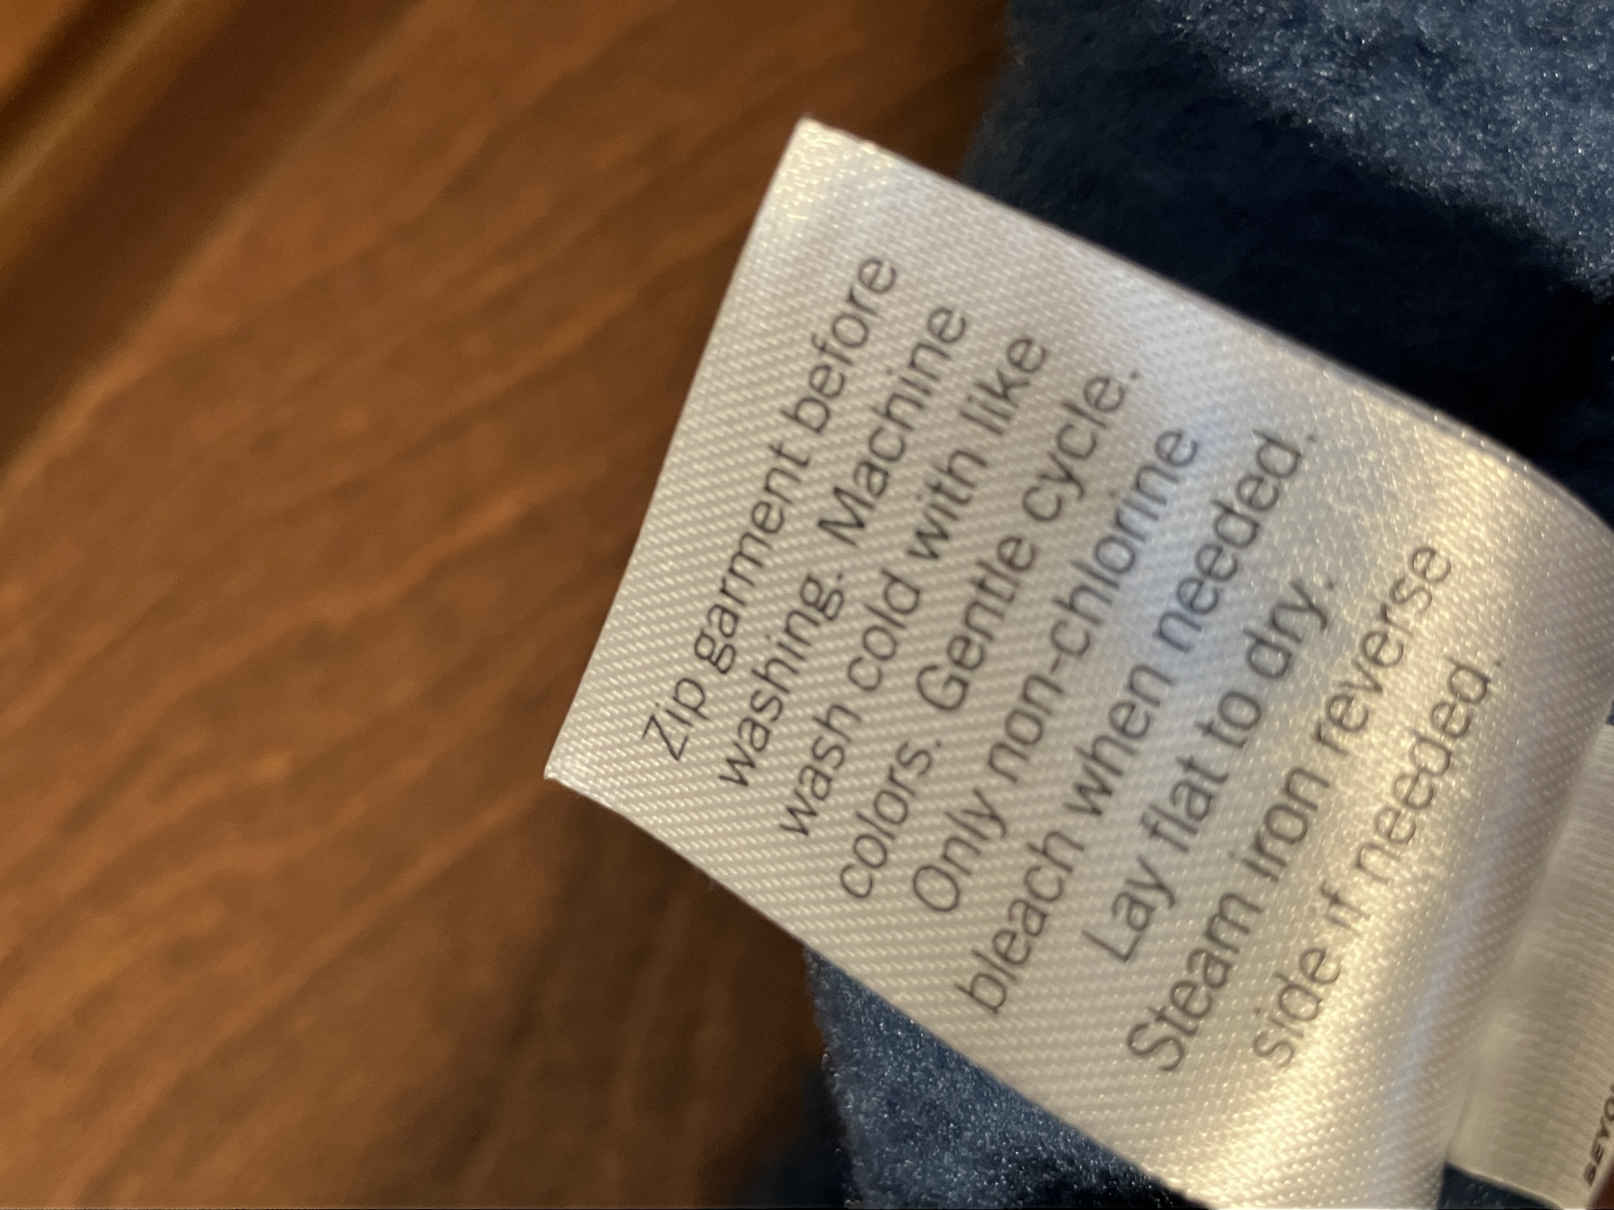 Zip garment before
washing. Machine
wash cold with like
colors. Gentle cycle.
Only non-chlorine
bleach when needed.
Lay flat to dry.
Steam iron reverse
side if needed.